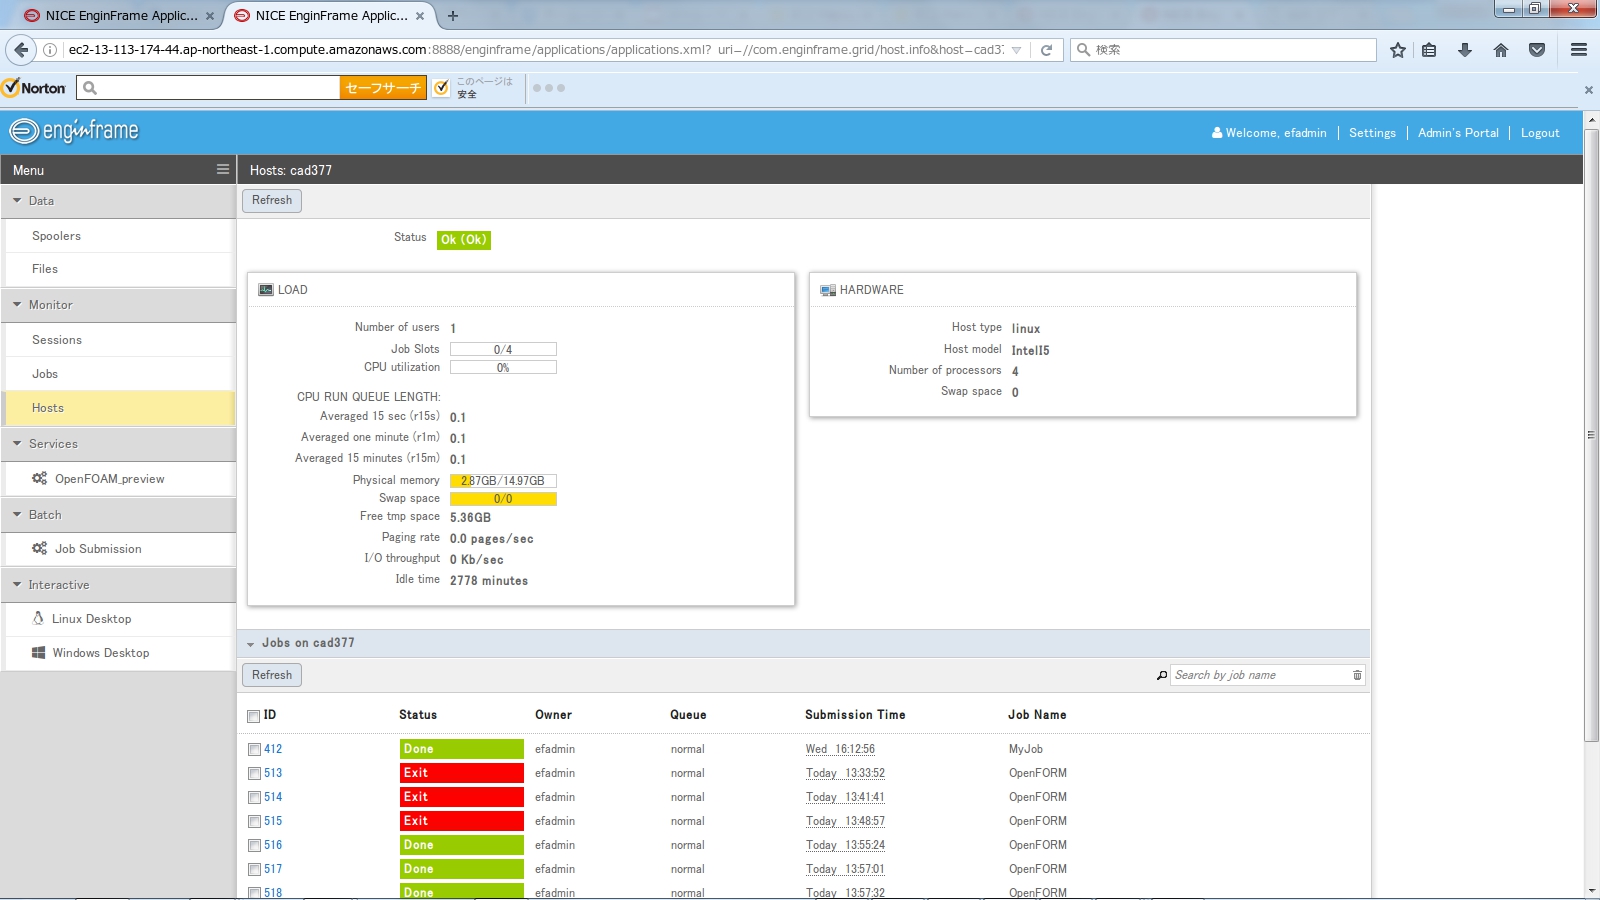 NICE EnginFrame Applic...
NICE EnginFrame Applic...
ec2-13-113-174-44.ap-northeast-1.compute.amazonaws.com:8888/enginframe/applications/applications.xml?_uri=//com.enginframe.grid/host.info&host=cad37
検索
Norton
セーフサーチ
このページは
安全
enginframe
Welcome, efadmin
Settings
Admin's Portal
Logout
Menu
Hosts: cad377
Data
Spoolers
Files
Monitor
Sessions
Jobs
Hosts
Services
OpenFOAM_preview
Batch
Job Submission
Interactive
Linux Desktop
Windows Desktop
Refresh
Status Ok (Ok)
LOAD
Number of users 1
Job Slots 0/4
CPU utilization 0%
CPU RUN QUEUE LENGTH:
Averaged 15 sec (r15s) 0.1
Averaged one minute (r1m) 0.1
Averaged 15 minutes (r15m) 0.1
Physical memory 2.87GB/14.97GB
Swap space 0/0
Free tmp space 5.36GB
Paging rate 0.0 pages/sec
I/O throughput 0 Kb/sec
Idle time 2778 minutes
HARDWARE
Host type linux
Host model IntelI5
Number of processors 4
Swap space 0
Jobs on cad377
Refresh
Search by job name
ID Status Owner Queue Submission Time Job Name
412 Done efadmin normal Wed 16:12:56 MyJob
513 Exit efadmin normal Today 13:33:52 OpenFORM
514 Exit efadmin normal Today 13:41:41 OpenFORM
515 Exit efadmin normal Today 13:48:57 OpenFORM
516 Done efadmin normal Today 13:55:24 OpenFORM
517 Done efadmin normal Today 13:57:01 OpenFORM
518 Done efadmin normal Today 13:57:32 OpenFORM